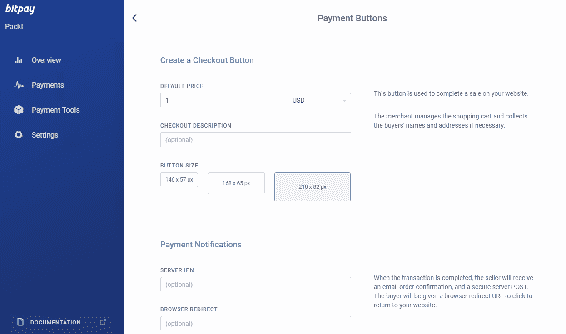 bitpay
Packt
Overview
Payments
Payment Tools
Settings
DOCUMENTATION
Payment Buttons
Create a Checkout Button
DEFAULT PRICE
1
USD
This button is used to complete a sale on your website.
The merchant manages the shopping cart and collects
the buyers' names and addresses if necessary.
CHECKOUT DESCRIPTION
(optional)
BUTTON SIZE
146 x 57 px
168 x 65 px
210 x 82 px
Payment Notifications
SERVER IPN
(optional)
When the transaction is completed, the seller will receive
an email order confirmation, and a secure server POST.
The buyer will be given a browser redirect URL to click to
return to your website.
BROWSER REDIRECT
(optional)